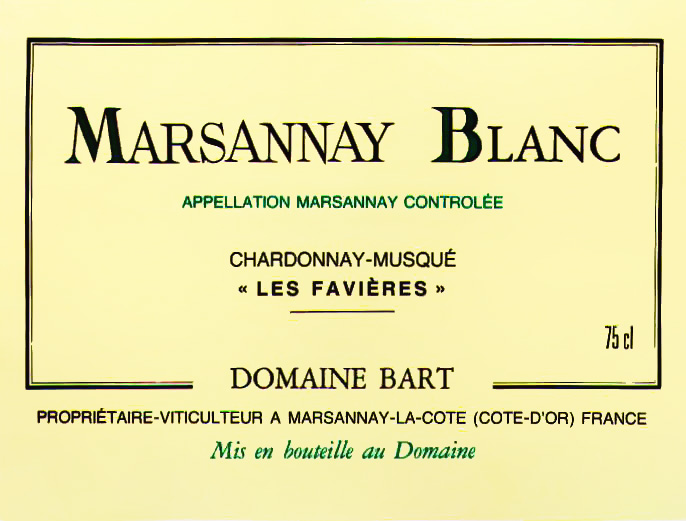 MARSANNAY BLANC
APPELLATION MARSANNAY CONTROLÉE
CHARDONNAY-MUSQUÉ
« LES FAVIÈRES »
75 cl
DOMAINE BART
PROPRIÉTAIRE-VITICULTEUR A MARSANNAY-LA-COTE (COTE-D'OR) FRANCE
Mis en bouteille au Domaine